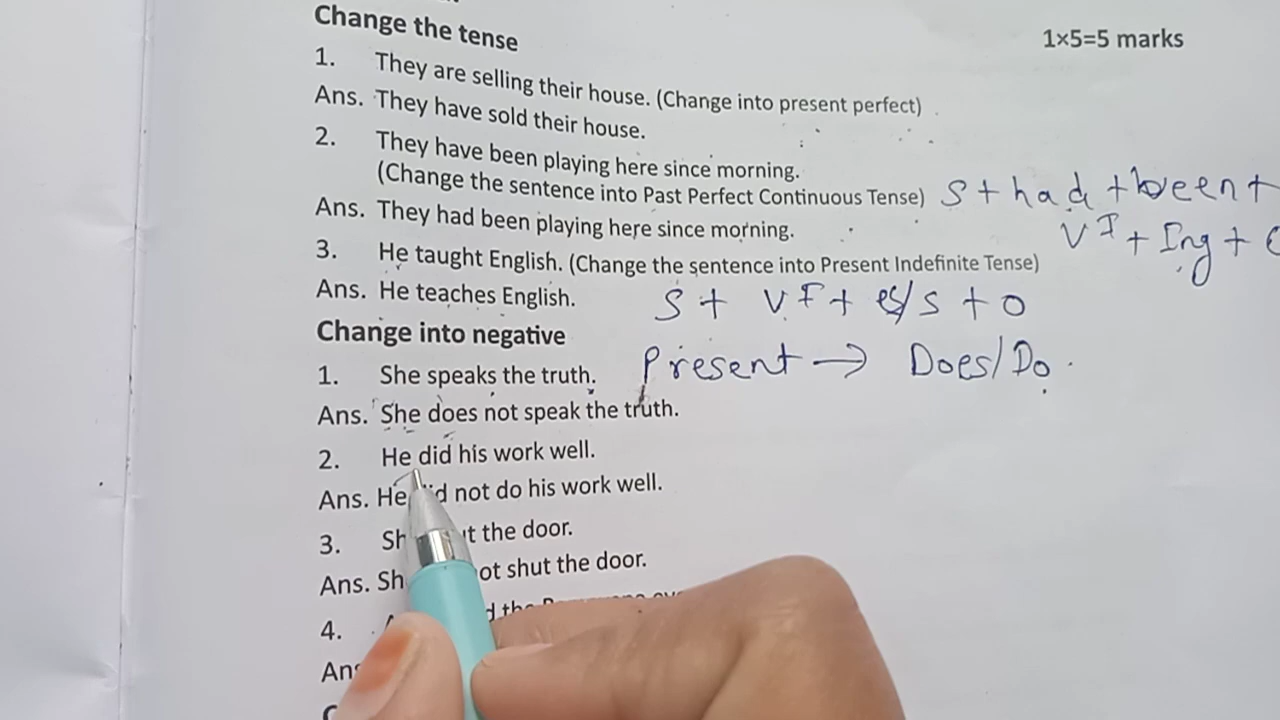 Change the tense
1×5=5 marks
1. They are selling their house. (Change into present perfect)
Ans. They have sold their house.
2. They have been playing here since morning.
(Change the sentence into Past Perfect Continuous Tense) S + had + been +
Ans. They had been playing here since morning. V I + Ing +
3. He taught English. (Change the sentence into Present Indefinite Tense)
Ans. He teaches English. S + V I + es/s + o
Change into negative
1. She speaks the truth. Present → Does/Do.
Ans. She does not speak the truth.
2. He did his work well.
Ans. He not do his work well.
3. the door.
Ans. shut the door.
4.